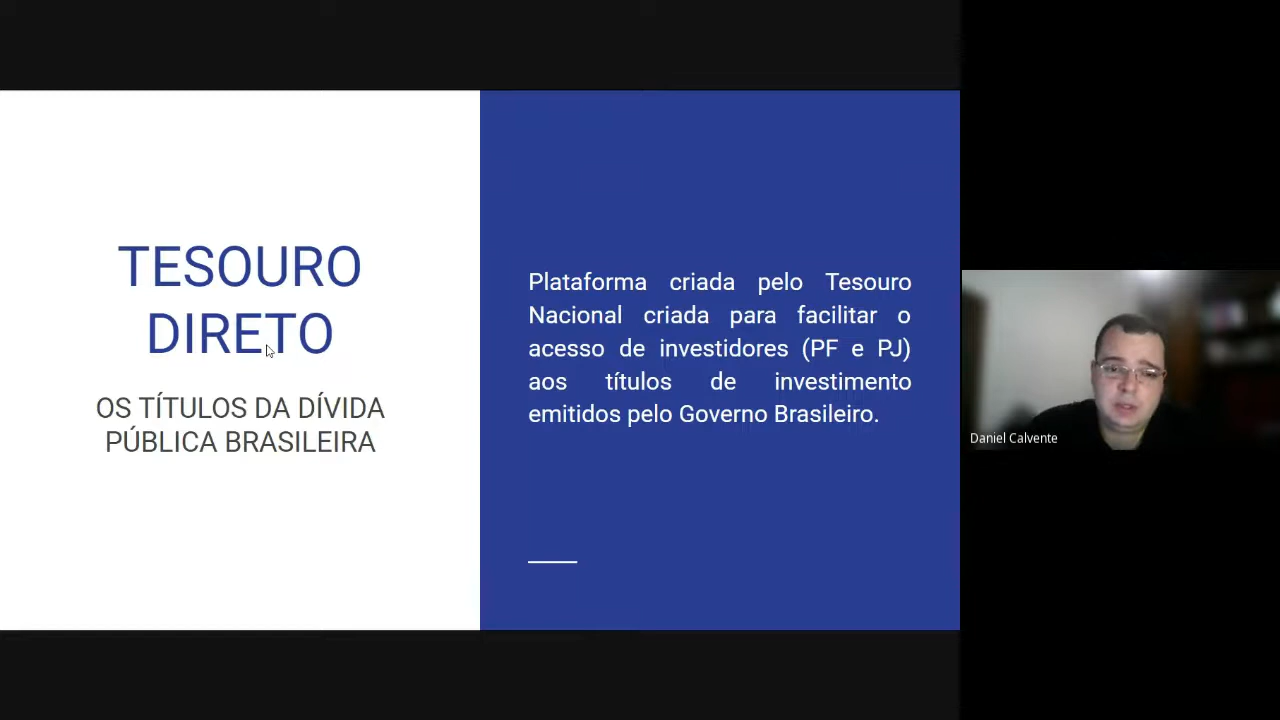 TESOURO
DIRETO
OS TÍTULOS DA DÍVIDA
PÚBLICA BRASILEIRA
Plataforma criada pelo Tesouro
Nacional criada para facilitar o
acesso de investidores (PF e PJ)
aos títulos de investimento
emitidos pelo Governo Brasileiro.
Daniel Calvente